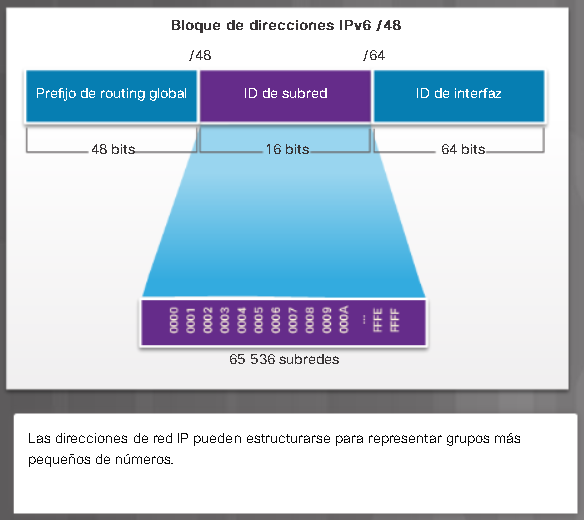 Bloque de direcciones IPv6 /48
/48 /64
Prefijo de routing global ID de subred ID de interfaz
48 bits 16 bits 64 bits
0000 0001 0002 0003 0004 0005 0006 0007 0008 0009 000A ... FFFE FFFF
65 536 subredes
Las direcciones de red IP pueden estructurarse para representar grupos más
pequeños de números.